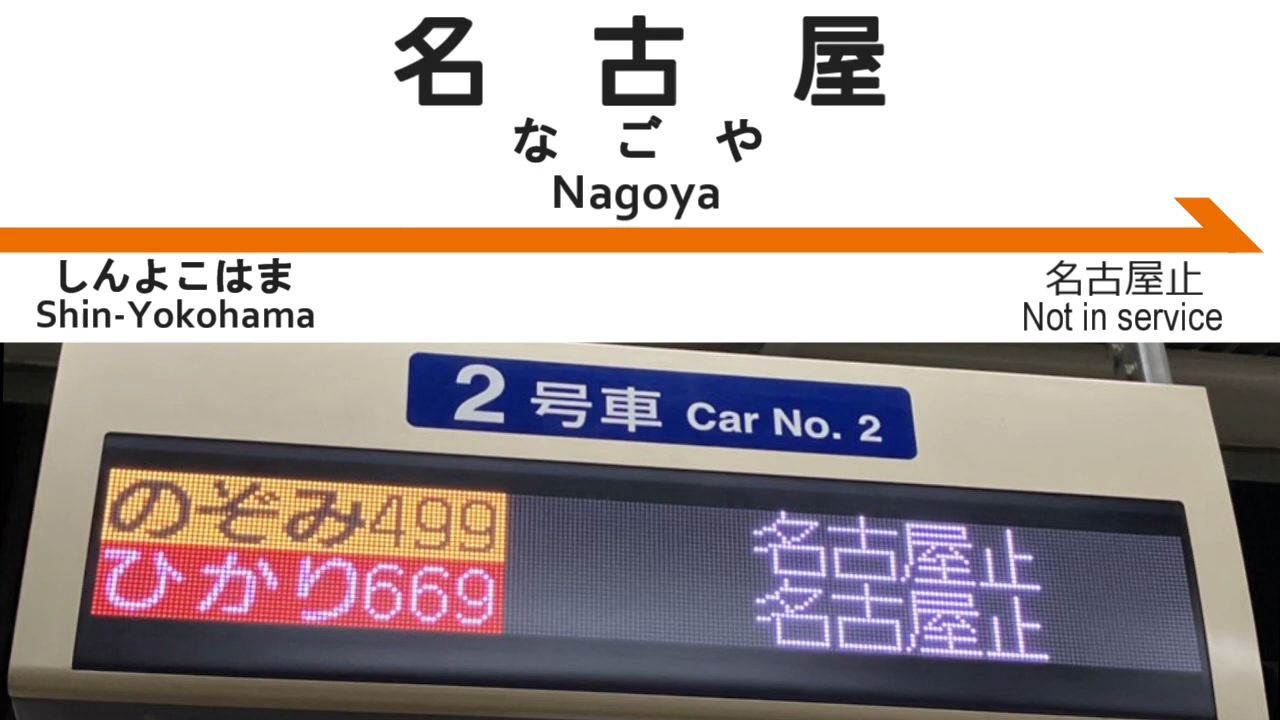 名古屋
なごや
Nagoya
しんよこはま
Shin-Yokohama
名古屋止
Not in service
2号車 Car No. 2
のぞみ499 名古屋止
ひかり669 名古屋止